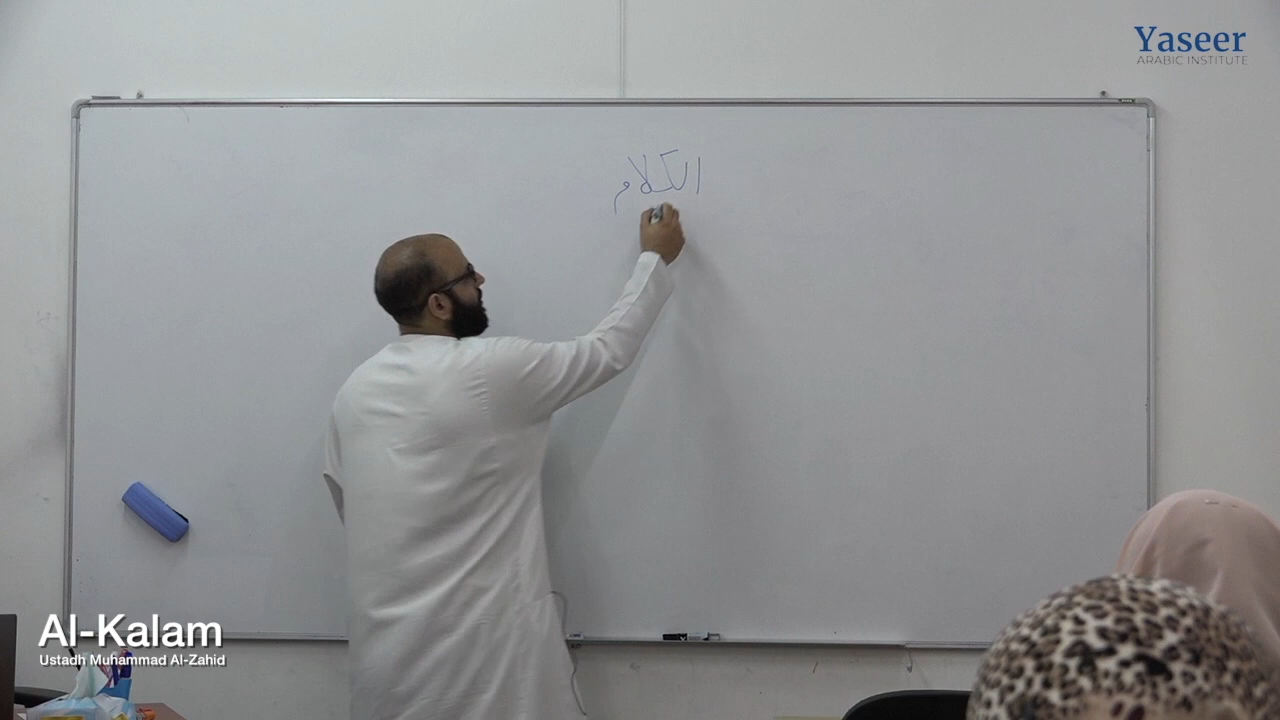 Yaseer
ARABIC INSTITUTE
الكلام
Al-Kalam
Ustadh Muhammad Al-Zahid